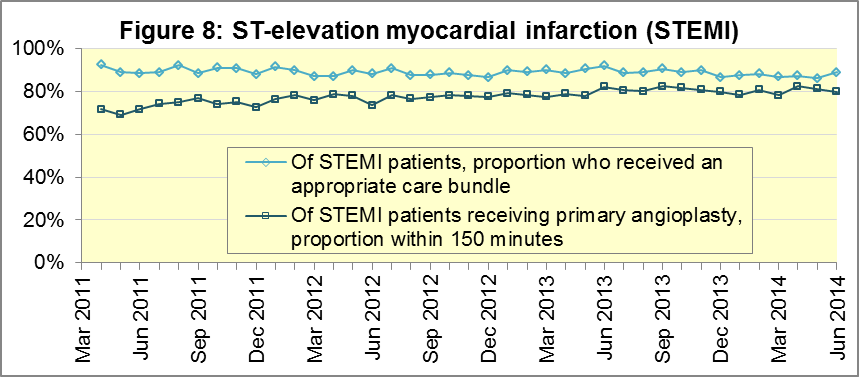 Figure 8: ST-elevation myocardial infarction (STEMI)
100%
80%
60%
40%
20%
0%
Of STEMI patients, proportion who received an
appropriate care bundle
Of STEMI patients receiving primary angioplasty,
proportion within 150 minutes
Mar 2011
Jun 2011
Sep 2011
Dec 2011
Mar 2012
Jun 2012
Sep 2012
Dec 2012
Mar 2013
Jun 2013
Sep 2013
Dec 2013
Mar 2014
Jun 2014